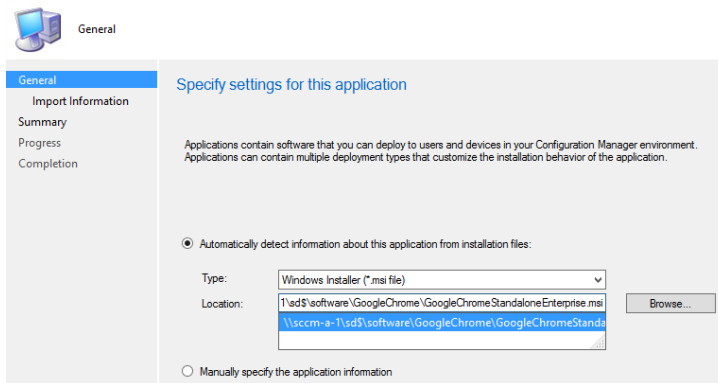 General
General
Import Information
Summary
Progress
Completion
Specify settings for this application
Applications contain software that you can deploy to users and devices in your Configuration Manager environment.
Applications can contain multiple deployment types that customize the installation behavior of the application.
Automatically detect information about this application from installation files:
Type: Windows Installer (*.msi file)
Location: 1\sd$\software\GoogleChrome\GoogleChromeStandaloneEnterprise.msi Browse...
\\sccm-a-1\sd$\software\GoogleChrome\GoogleChromeStanda
Manually specify the application information